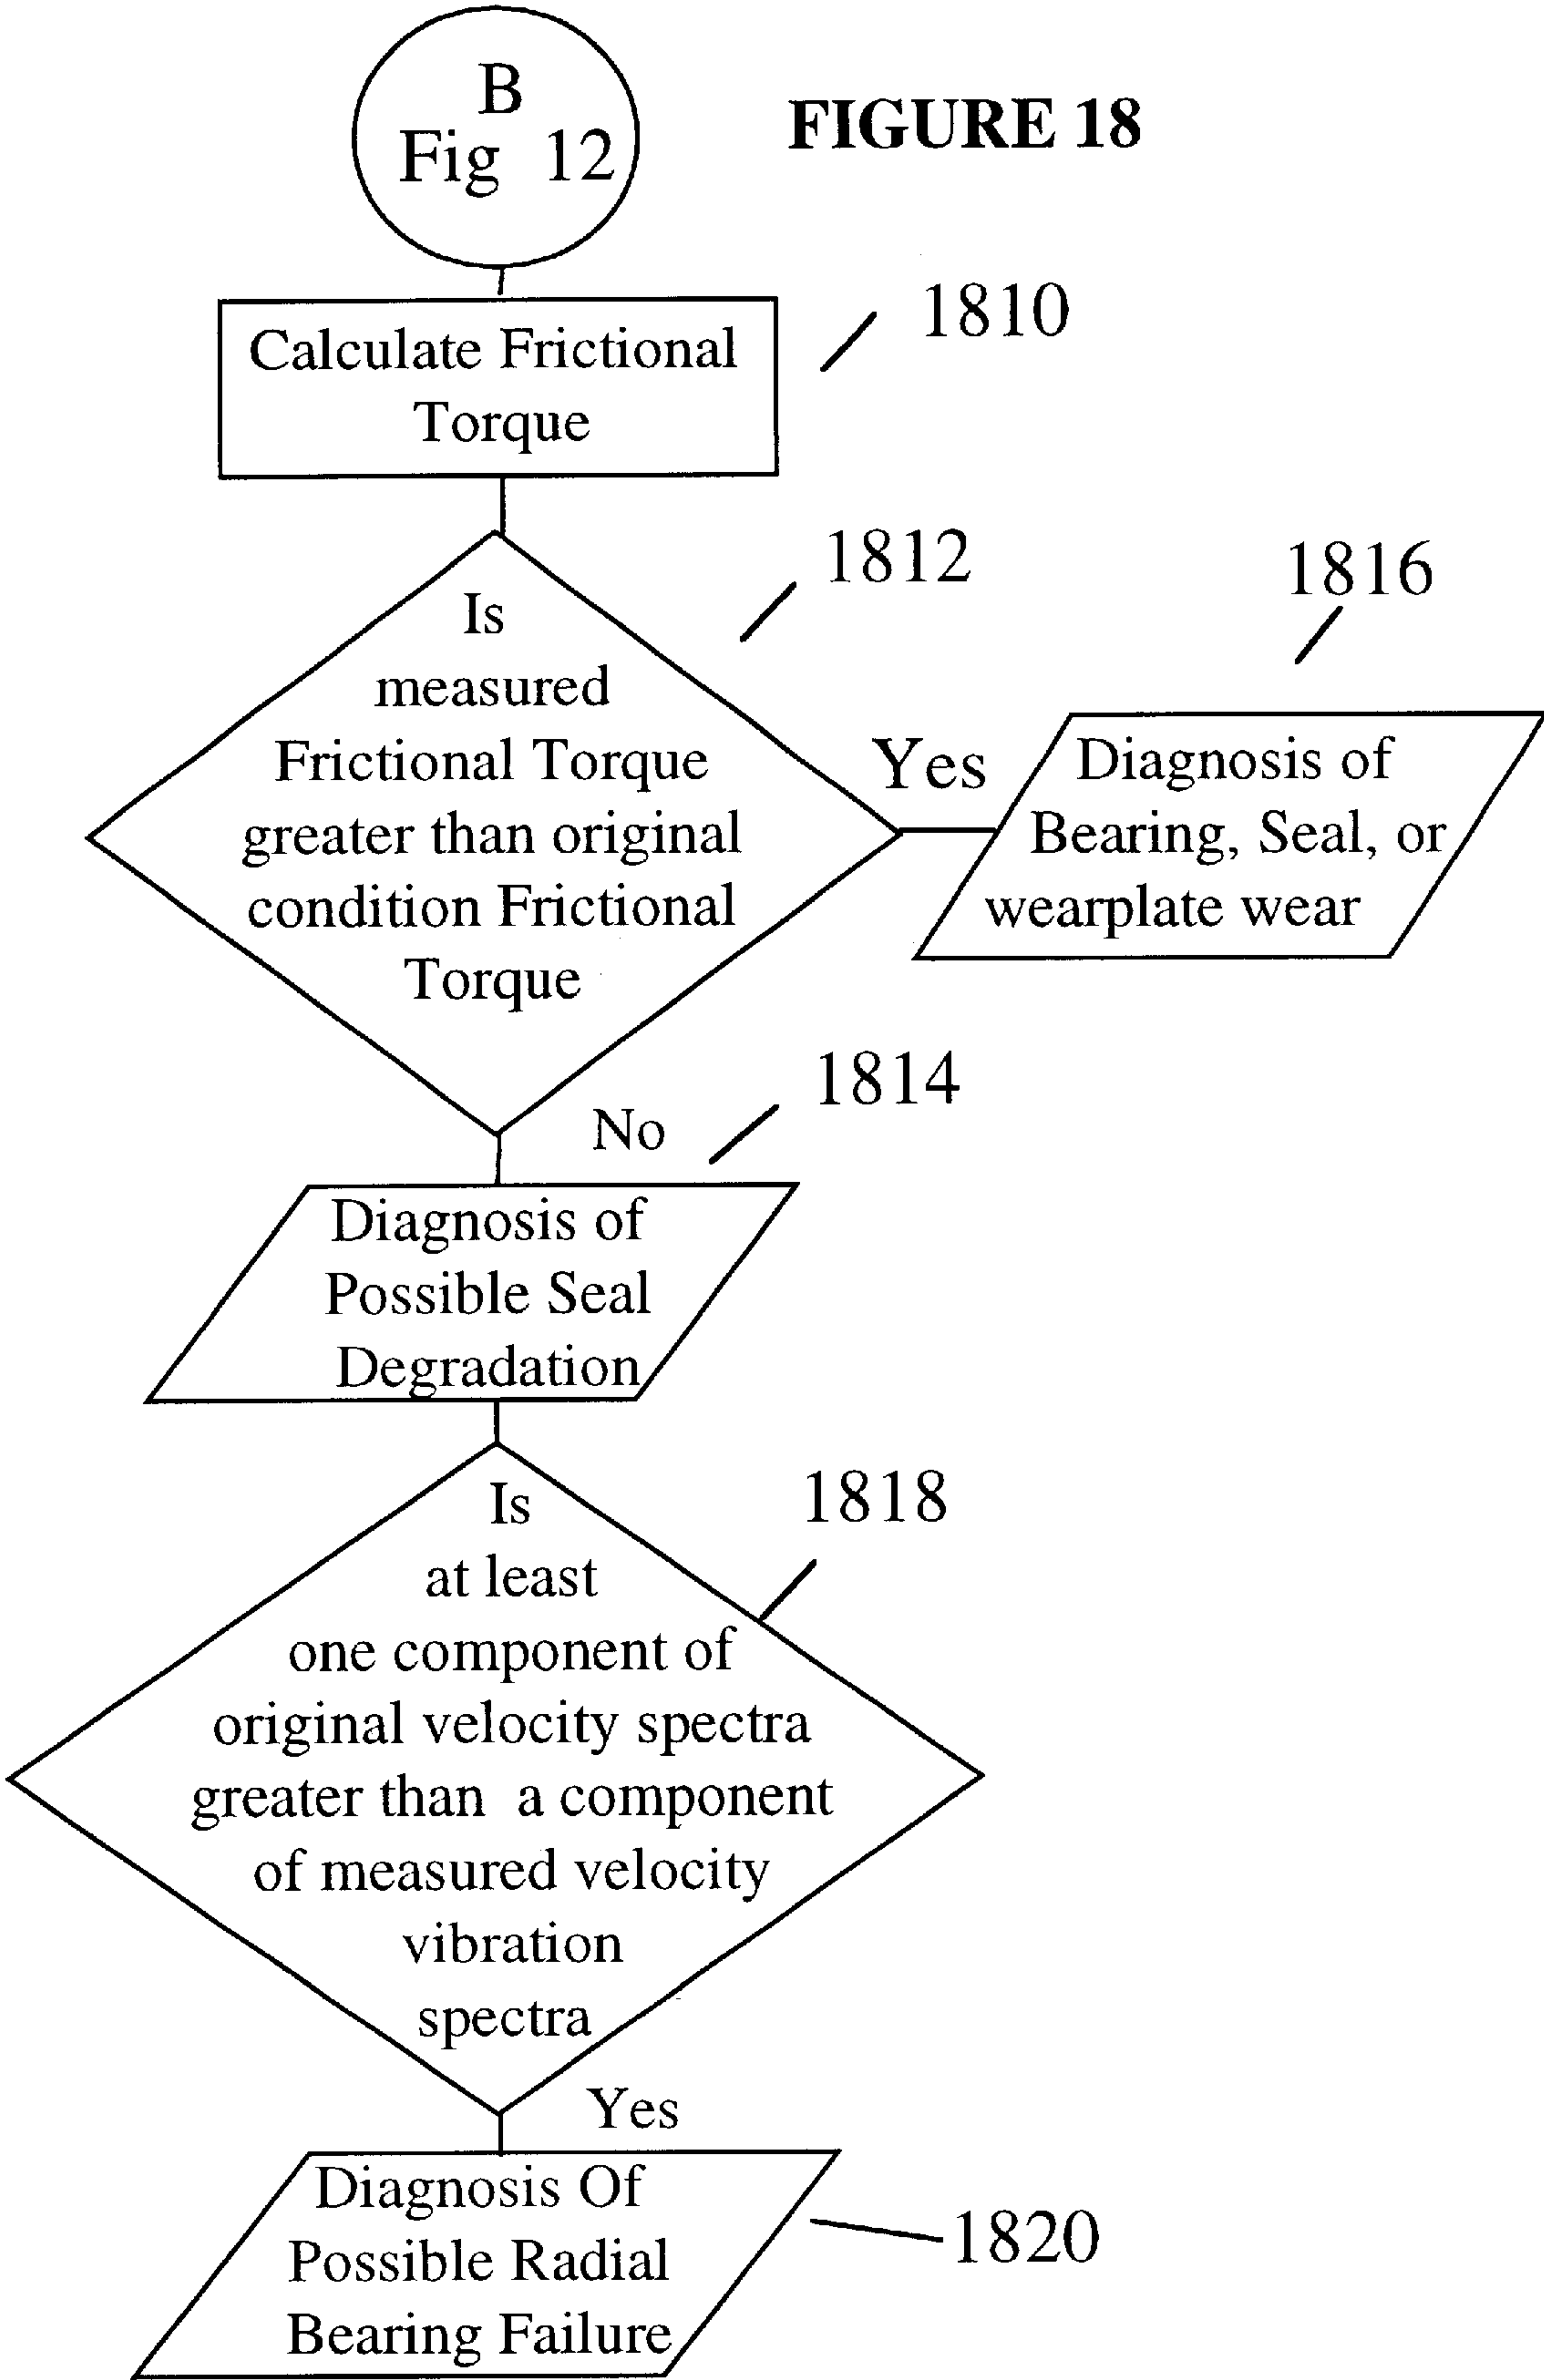 B
Fig 12
FIGURE 18
1810
Calculate Frictional
Torque
1812
1816
Is
measured
Frictional Torque
greater than original
condition Frictional
Torque
Yes
Diagnosis of
Bearing, Seal, or
wearplate wear
1814
No
Diagnosis of
Possible Seal
Degradation
1818
Is
at least
one component of
original velocity spectra
greater than a component
of measured velocity
vibration
spectra
Yes
Diagnosis Of
Possible Radial
Bearing Failure
1820